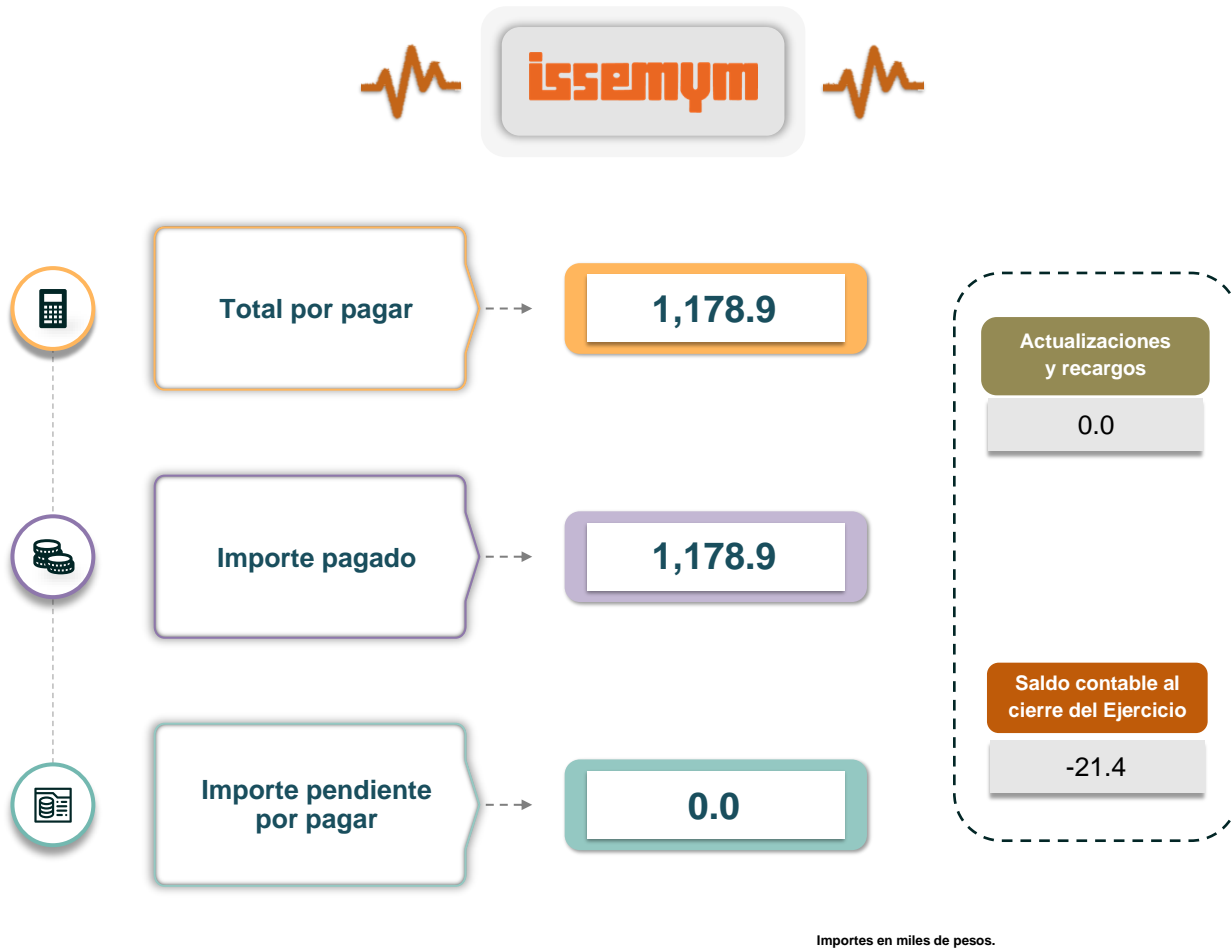 issemym
Total por pagar
1,178.9
Actualizaciones
y recargos
0.0
Importe pagado
1,178.9
Saldo contable al
cierre del Ejercicio
-21.4
Importe pendiente
por pagar
0.0
Importes en miles de pesos.